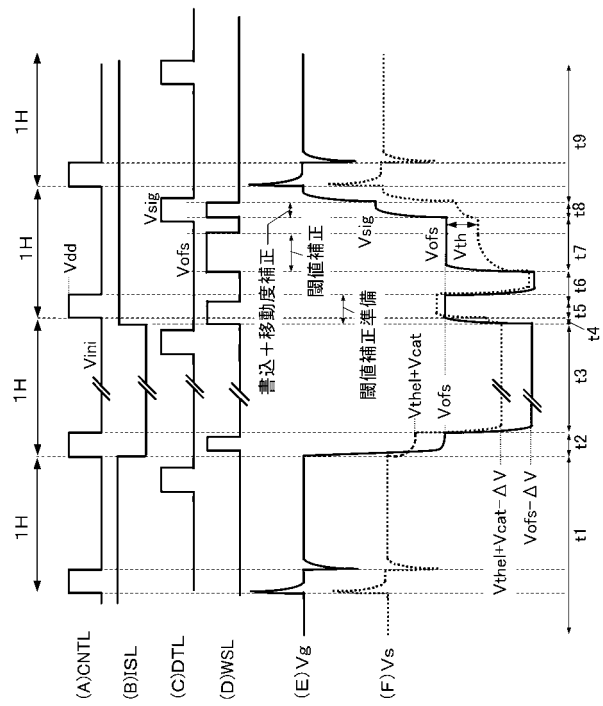 1H
1H
1H
1H
(A)CNTL
Vdd
Vini
(B)ISL
(C)DTL
Vsig
Vofs
(D)WSL
書込+移動度補正
閾値補正
閾値補正準備
(E)Vg
(F)Vs
Vthel+Vcat
Vofs
Vsig
Vofs
Vth
Vthel+Vcat−ΔV
Vofs−ΔV
t1
t2
t3
t4
t5
t6
t7
t8
t9